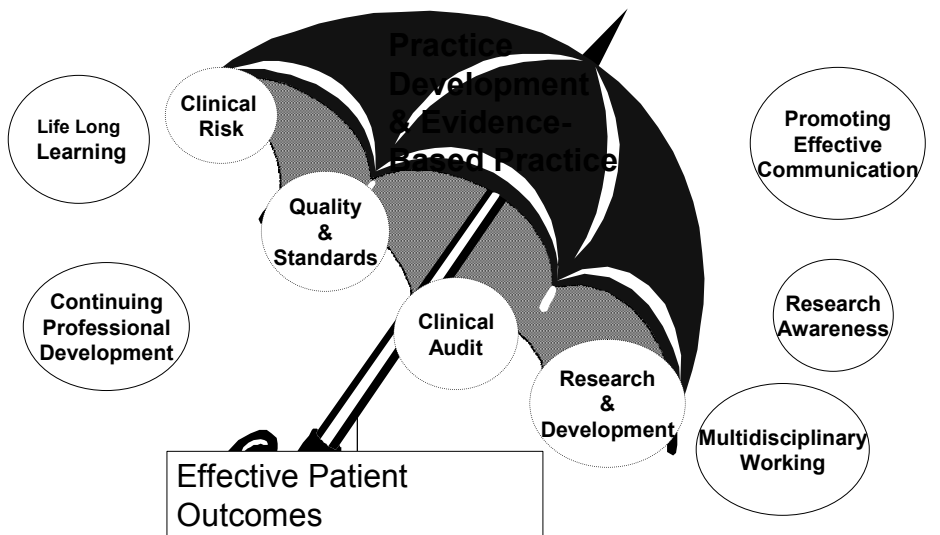 Practice
Development
& Evidence-
Based Practice
Life Long
Learning
Clinical
Risk
Promoting
Effective
Communication
Quality
&
Standards
Continuing
Professional
Development
Clinical
Audit
Research
Awareness
Research
&
Development
Multidisciplinary
Working
Effective Patient
Outcomes